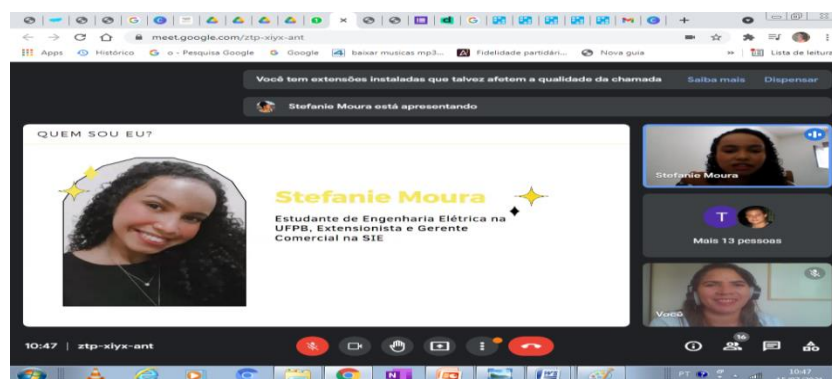 meet.google.com/ztp-xiyx-ant
Apps Histórico o - Pesquisa Google Google baixar musicas mp3... Fidelidade partidári... Nova guia Lista de leitura
Você tem extensões instaladas que talvez afetem a qualidade da chamada Saiba mais Dispensar
Stefanie Moura está apresentando
QUEM SOU EU?
Stefanie Moura
Estudante de Engenharia Elétrica na
UFPB, Extensionista e Gerente
Comercial na SIE
Stefanie Moura
T
Mais 13 pessoas
Você
10:47 | ztp-xiyx-ant
16
PT
10:47